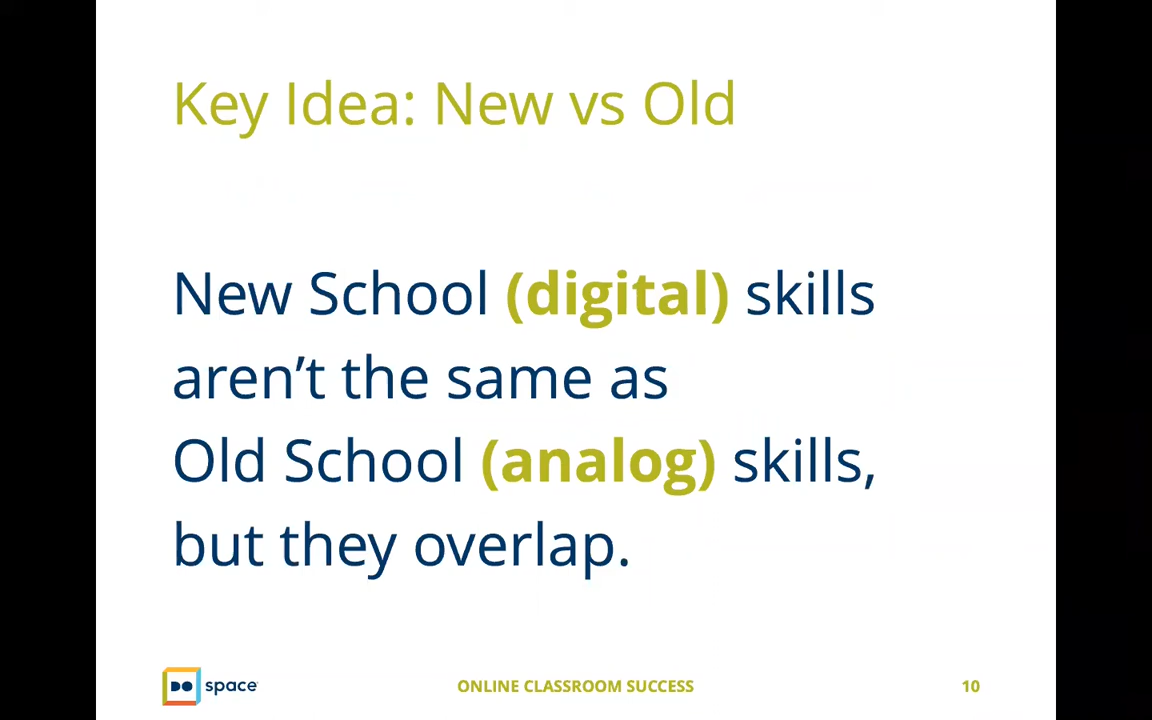 Key Idea: New vs Old
New School (digital) skills
aren’t the same as
Old School (analog) skills,
but they overlap.
DO space
ONLINE CLASSROOM SUCCESS
10